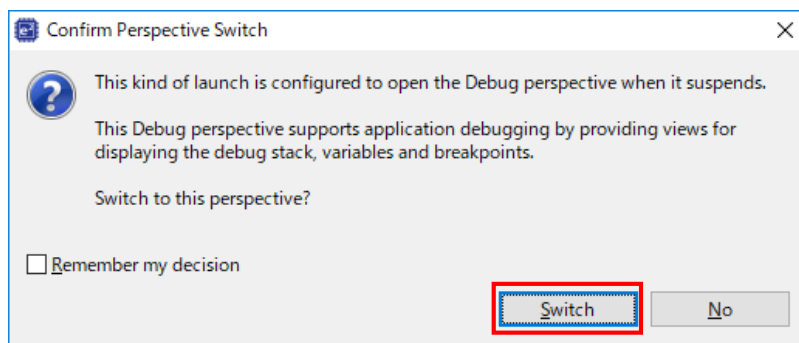 Confirm Perspective Switch
This kind of launch is configured to open the Debug perspective when it suspends.
This Debug perspective supports application debugging by providing views for
displaying the debug stack, variables and breakpoints.
Switch to this perspective?
Remember my decision
Switch
No